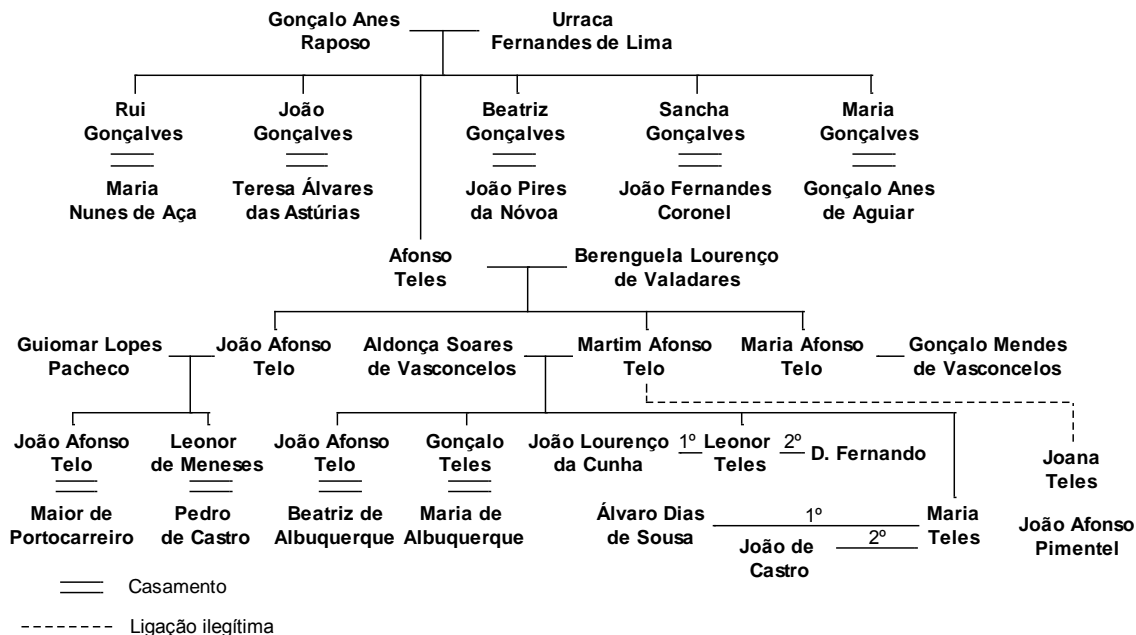 Gonçalo Anes
Raposo
Urraca
Fernandes de Lima
Rui
Gonçalves
João
Gonçalves
Beatriz
Gonçalves
Sancha
Gonçalves
Maria
Gonçalves
Maria
Nunes de Aça
Teresa Álvares
das Astúrias
João Pires
da Nóvoa
João Fernandes
Coronel
Gonçalo Anes
de Aguiar
Afonso
Teles
Berenguela Lourenço
de Valadares
Guiomar Lopes
Pacheco
João Afonso
Telo
Aldonça Soares
de Vasconcelos
Martim Afonso
Telo
Maria Afonso
Telo
Gonçalo Mendes
de Vasconcelos
João Afonso
Telo
Leonor
de Meneses
João Afonso
Telo
Gonçalo
Teles
João Lourenço
da Cunha
1º
Leonor
Teles
2º
D. Fernando
Joana
Teles
Maior de
Portocarreiro
Pedro
de Castro
Beatriz de
Albuquerque
Maria de
Albuquerque
Álvaro Dias
de Sousa
1º
João de
Castro
2º
Maria
Teles
João Afonso
Pimentel
Casamento
Ligação ilegítima